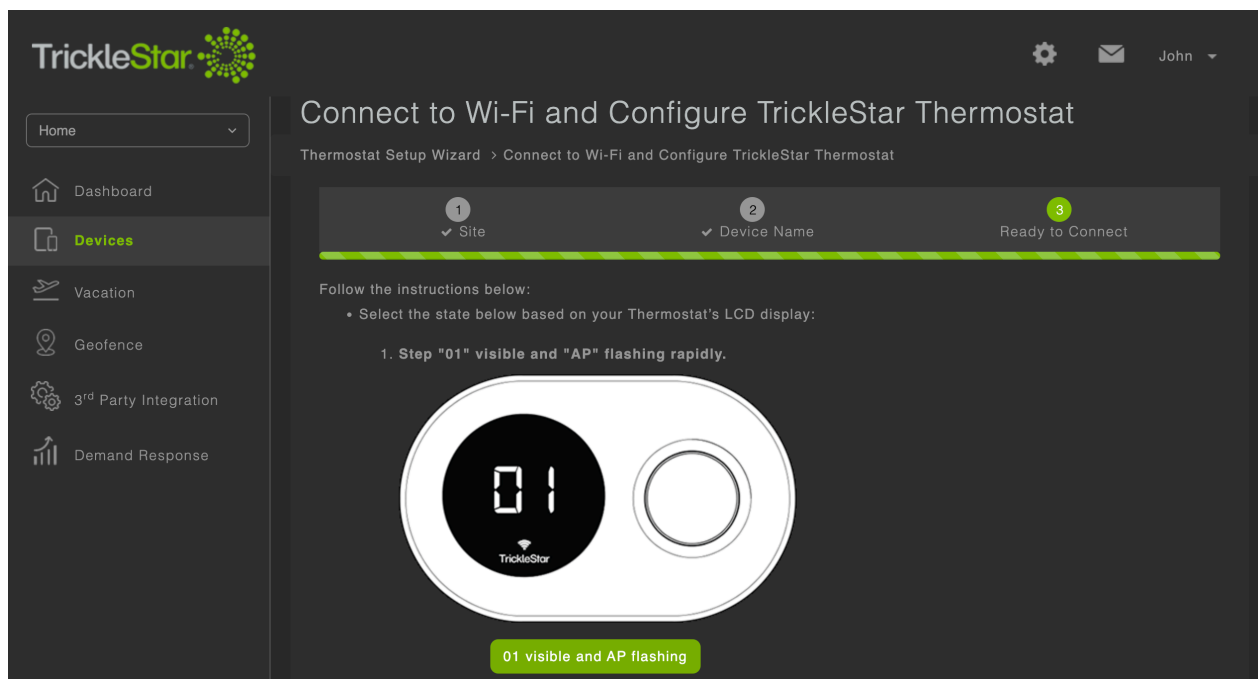 TrickleStar
John
Home
Dashboard
Devices
Vacation
Geofence
3rd Party Integration
Demand Response
Connect to Wi-Fi and Configure TrickleStar Thermostat
Thermostat Setup Wizard > Connect to Wi-Fi and Configure TrickleStar Thermostat
1 2 3
✔ Site ✔ Device Name Ready to Connect
Follow the instructions below:
• Select the state below based on your Thermostat's LCD display:
1. Step "01" visible and "AP" flashing rapidly.
01
TrickleStar
01 visible and AP flashing